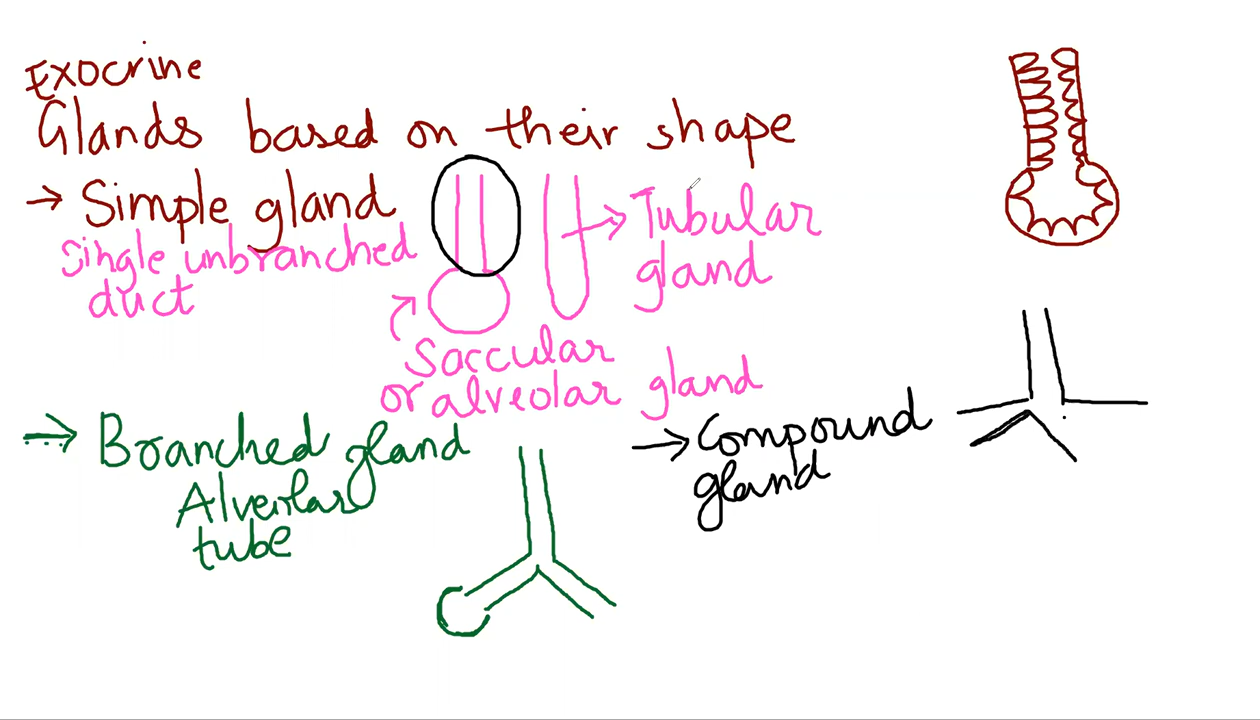 Exocrine
Glands based on their shape
→ Simple gland
single unbranched
duct
→ Tubular
gland
Saccular
or alveolar gland
→ Branched gland
Alveolar
tube
→ Compound
gland